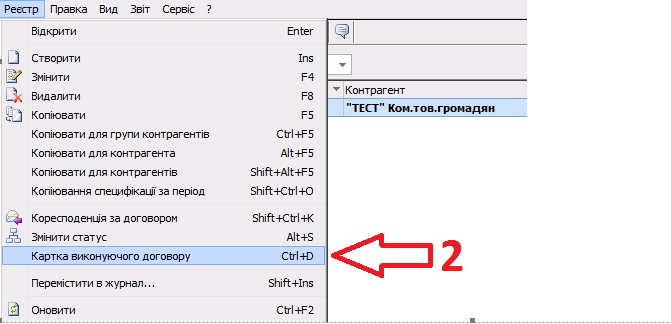 Реєстр Правка Вид Звіт Сервіс ?
Відкрити Enter
Створити Ins
Змінити F4
Видалити F8
Копіювати F5
Копіювати для групи контрагентів Ctrl+F5
Копіювати для контрагента Alt+F5
Копіювати для контрагентів Shift+Alt+F5
Копіювання специфікації за період Shift+Ctrl+O
Кореспонденція за договором Shift+Ctrl+K
Змінити статус Alt+S
Картка виконуючого договору Ctrl+D
Перемістити в журнал... Shift+Ins
Оновити Ctrl+F2
Контрагент
"ТЕСТ" Ком.тов.громадян
2